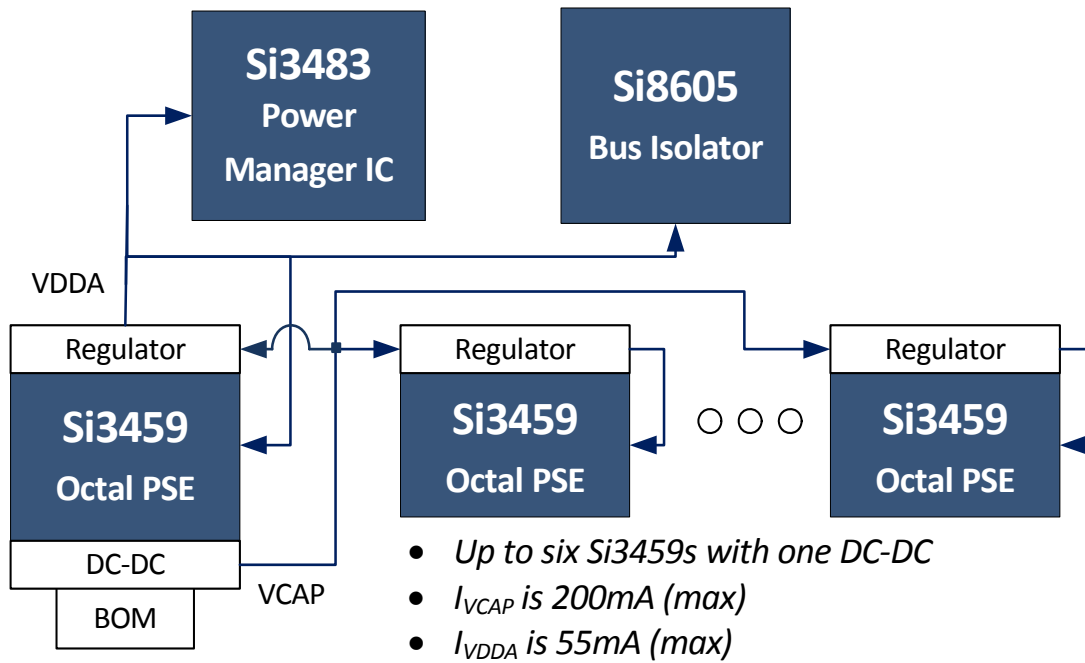 Si3483
Power
Manager IC
Si8605
Bus Isolator
VDDA
Regulator
Regulator
Regulator
Si3459
Octal PSE
Si3459
Octal PSE
Si3459
Octal PSE
DC-DC
VCAP
BOM
• Up to six Si3459s with one DC-DC
• IVCAP is 200mA (max)
• IVDDA is 55mA (max)